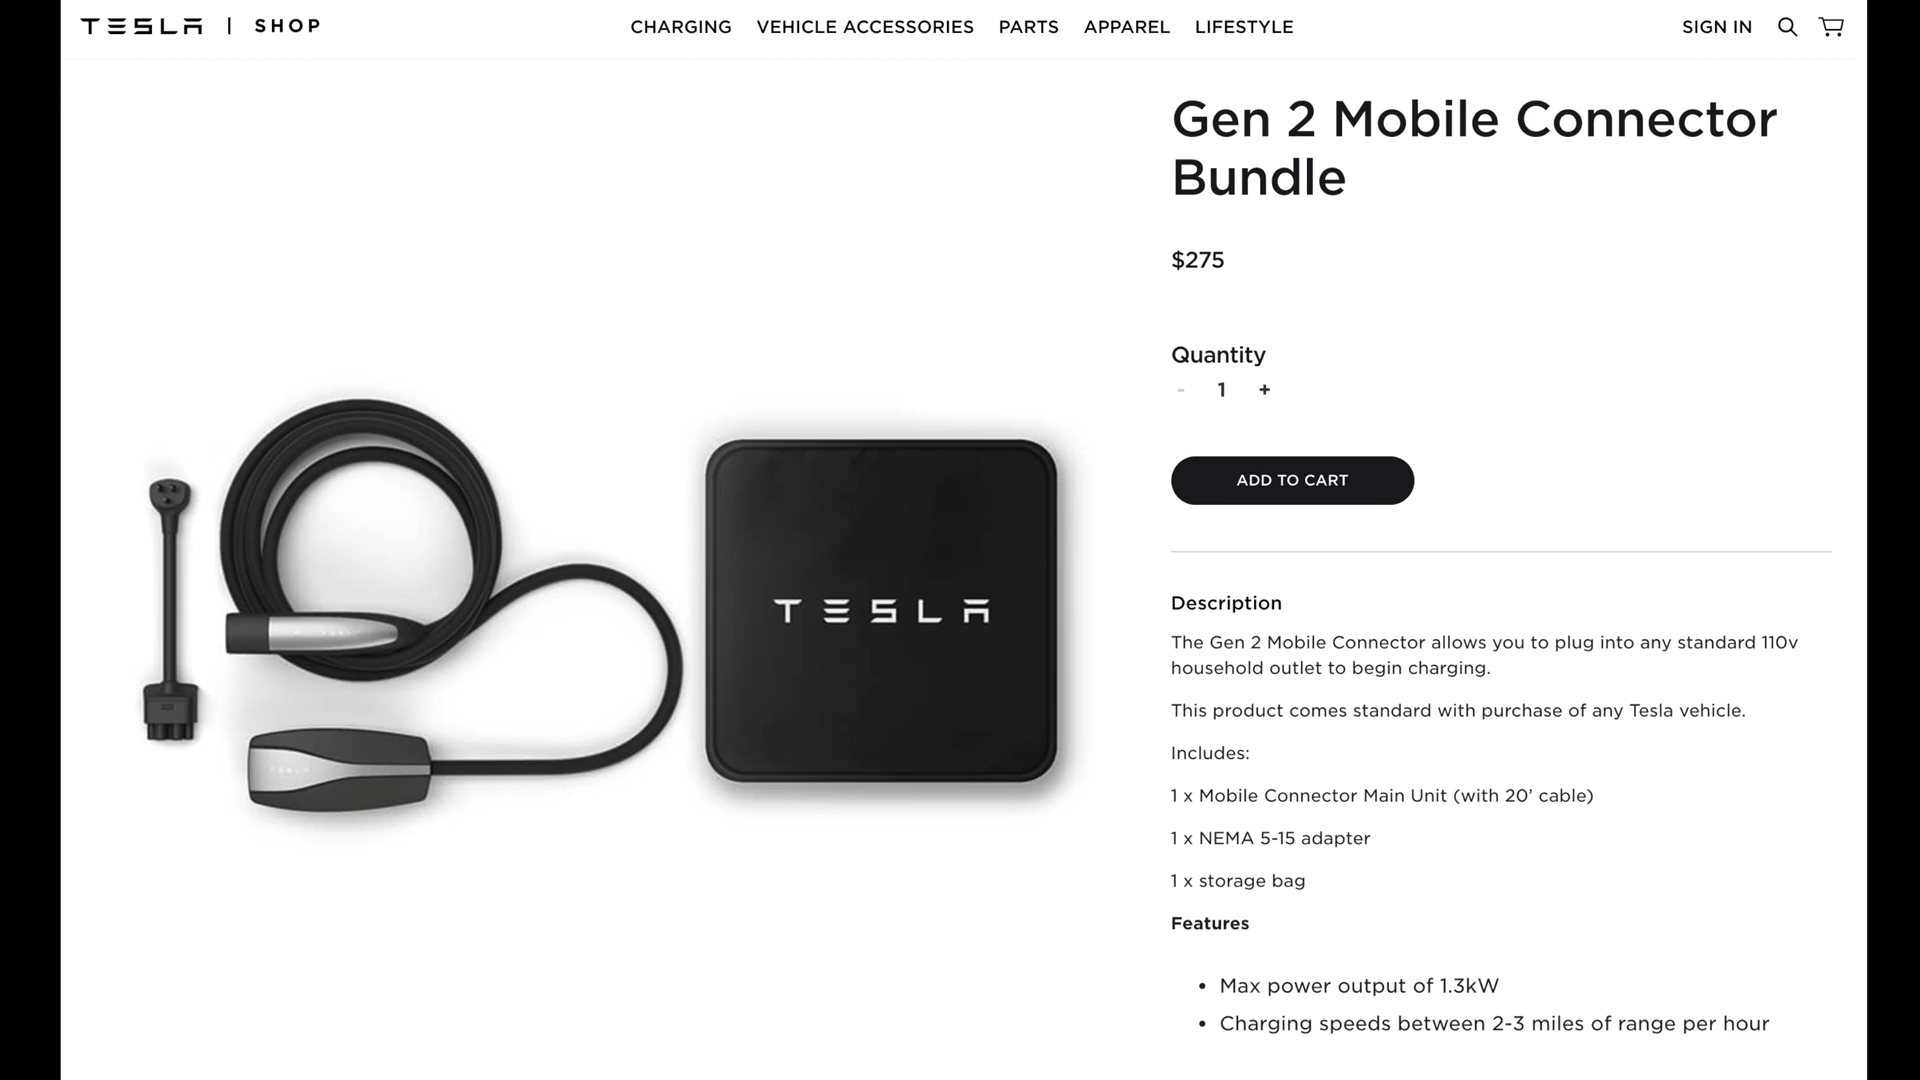 TESLA | SHOP
CHARGING VEHICLE ACCESSORIES PARTS APPAREL LIFESTYLE
SIGN IN
Gen 2 Mobile Connector
Bundle
$275
Quantity
- 1 +
ADD TO CART
TESLA
TESLA
TESLA
Description
The Gen 2 Mobile Connector allows you to plug into any standard 110v
household outlet to begin charging.
This product comes standard with purchase of any Tesla vehicle.
Includes:
1 x Mobile Connector Main Unit (with 20’ cable)
1 x NEMA 5-15 adapter
1 x storage bag
Features
• Max power output of 1.3kW
• Charging speeds between 2-3 miles of range per hour